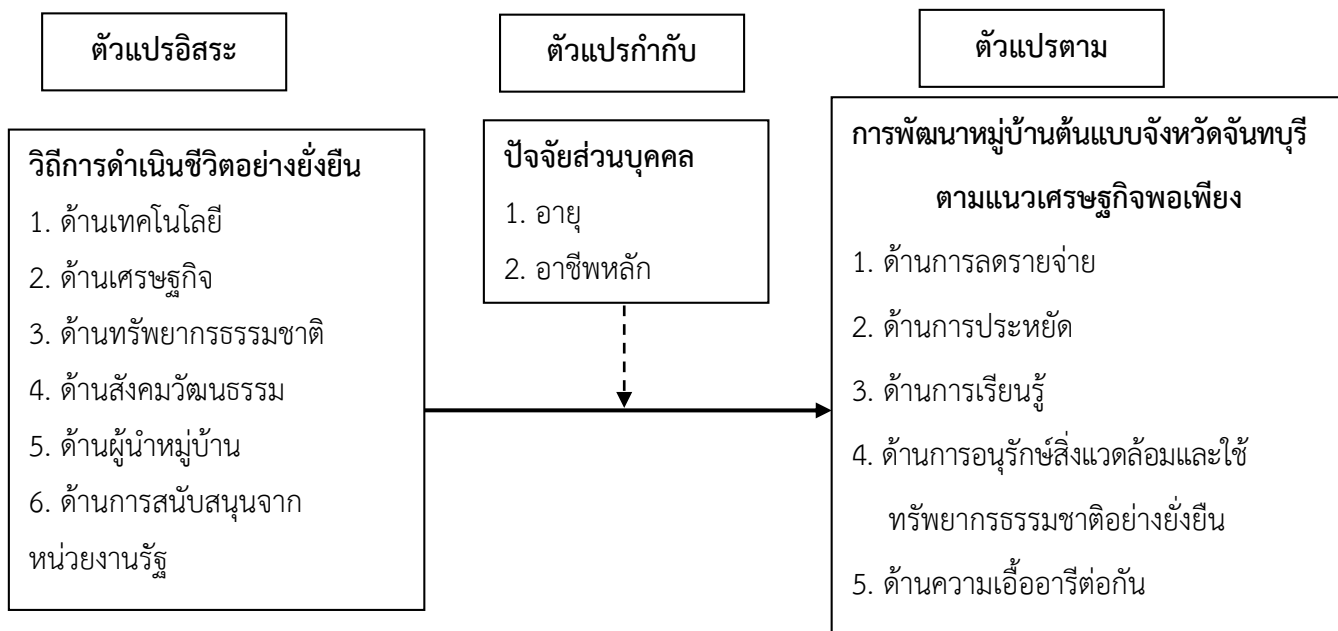 ตัวแปรอิสระ
ตัวแปรกำกับ
ตัวแปรตาม
วิถีการดำเนินชีวิตอย่างยั่งยืน
1. ด้านเทคโนโลยี
2. ด้านเศรษฐกิจ
3. ด้านทรัพยากรธรรมชาติ
4. ด้านสังคมวัฒนธรรม
5. ด้านผู้นำหมู่บ้าน
6. ด้านการสนับสนุนจาก
หน่วยงานรัฐ
ปัจจัยส่วนบุคคล
1. อายุ
2. อาชีพหลัก
การพัฒนาหมู่บ้านต้นแบบจังหวัดจันทบุรี
ตามแนวเศรษฐกิจพอเพียง
1. ด้านการลดรายจ่าย
2. ด้านการประหยัด
3. ด้านการเรียนรู้
4. ด้านการอนุรักษ์สิ่งแวดล้อมและใช้
ทรัพยากรธรรมชาติอย่างยั่งยืน
5. ด้านความเอื้ออารีต่อกัน